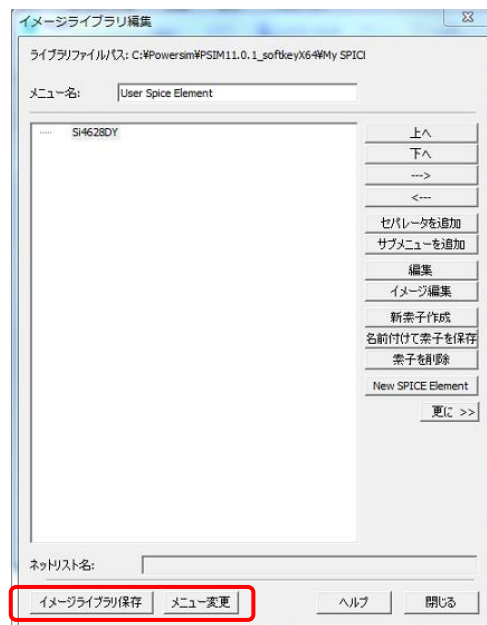 イメージライブラリ編集
ライブラリファイルパス: C:¥Powersim¥PSIM11.0.1_softkeyX64¥My SPICI
メニュー名: User Spice Element
Si4628DY
上へ
下へ
--->
<---
セパレータを追加
サブメニューを追加
編集
イメージ編集
新素子作成
名前付けて素子を保存
素子を削除
New SPICE Element
更に >>
ネットリスト名:
イメージライブラリ保存 メニュー変更 ヘルプ 閉じる